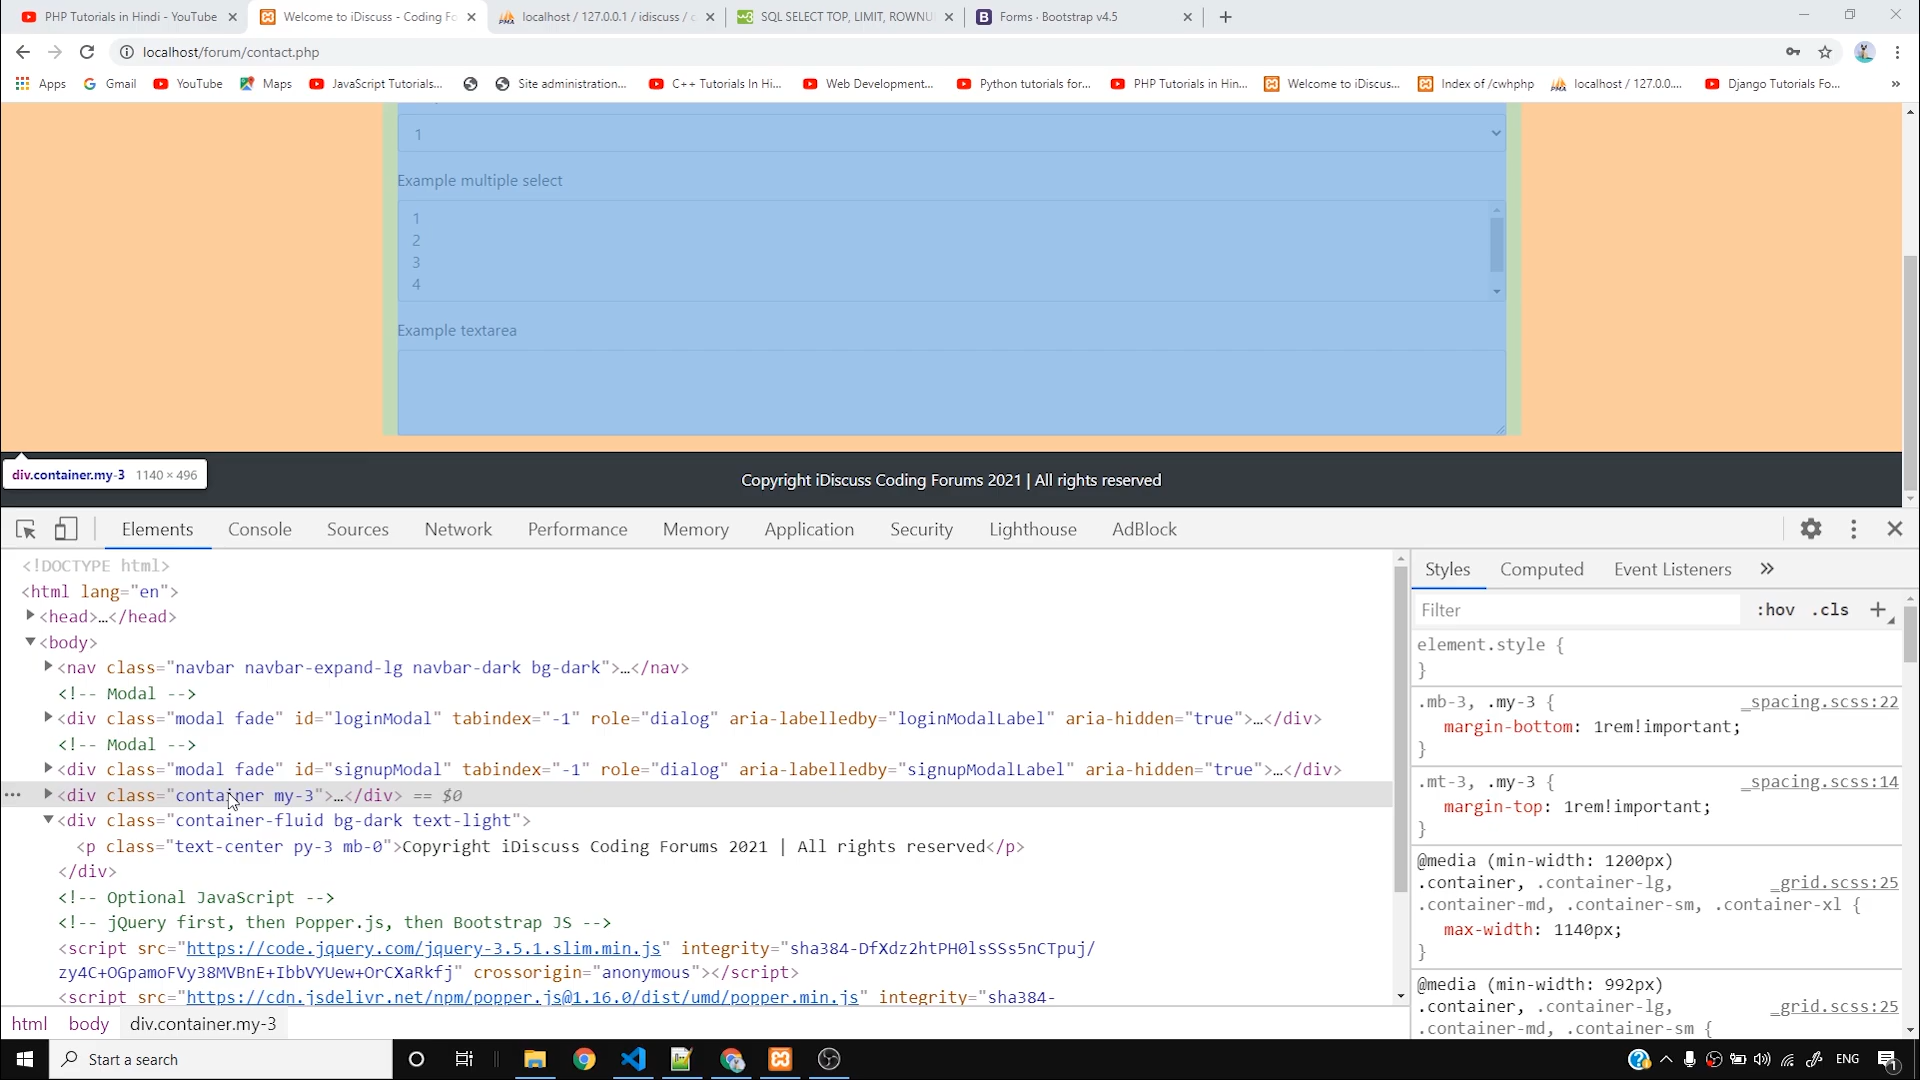 PHP Tutorials in Hindi - YouTube
Welcome to iDiscuss - Coding Fo
localhost / 127.0.0.1 / idiscuss / c
SQL SELECT TOP, LIMIT, ROWNU
Forms · Bootstrap v4.5
localhost/forum/contact.php
Apps
Gmail
YouTube
Maps
JavaScript Tutorials...
Site administration...
C++ Tutorials In Hi...
Web Development...
Python tutorials for...
PHP Tutorials in Hin...
Welcome to iDiscus...
Index of /cwhphp
localhost / 127.0.0....
Django Tutorials Fo...
1
Example multiple select
1
2
3
4
Example textarea
div.container.my-3 1140 × 496
Copyright iDiscuss Coding Forums 2021 | All rights reserved
Elements Console Sources Network Performance Memory Application Security Lighthouse AdBlock
<!DOCTYPE html>
<html lang="en">
<head>…</head>
<body>
<nav class="navbar navbar-expand-lg navbar-dark bg-dark">…</nav>
<!-- Modal -->
<div class="modal fade" id="loginModal" tabindex="-1" role="dialog" aria-labelledby="loginModalLabel" aria-hidden="true">…</div>
<!-- Modal -->
<div class="modal fade" id="signupModal" tabindex="-1" role="dialog" aria-labelledby="signupModalLabel" aria-hidden="true">…</div>
<div class="container my-3">…</div> == $0
<div class="container-fluid bg-dark text-light">
<p class="text-center py-3 mb-0">Copyright iDiscuss Coding Forums 2021 | All rights reserved</p>
</div>
<!-- Optional JavaScript -->
<!-- jQuery first, then Popper.js, then Bootstrap JS -->
<script src="https://code.jquery.com/jquery-3.5.1.slim.min.js" integrity="sha384-DfXdz2htPH0lsSSs5nCTpuj/
zy4C+OGpamoFVy38MVBnE+IbbVYUew+OrCXaRkfj" crossorigin="anonymous"></script>
<script src="https://cdn.jsdelivr.net/npm/popper.js@1.16.0/dist/umd/popper.min.js" integrity="sha384-
html body div.container.my-3
Styles Computed Event Listeners
Filter :hov .cls
element.style {
}
.mb-3, .my-3 { _spacing.scss:22
margin-bottom: 1rem!important;
}
.mt-3, .my-3 { _spacing.scss:14
margin-top: 1rem!important;
}
@media (min-width: 1200px)
.container, .container-lg, _grid.scss:25
.container-md, .container-sm, .container-xl {
max-width: 1140px;
}
@media (min-width: 992px)
.container, .container-lg, _grid.scss:25
.container-md, .container-sm {
Start a search
ENG
1